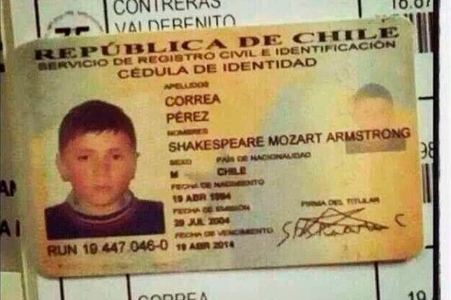 CONTRERAS
VALDEBENITO
REPÚBLICA DE CHILE
SERVICIO DE REGISTRO CIVIL E IDENTIFICACIÓN
CÉDULA DE IDENTIDAD
APELLIDOS
CORREA
PÉREZ
NOMBRES
SHAKESPEARE MOZART ARMSTRONG
SEXO PAÍS DE NACIONALIDAD
M CHILE
FECHA DE NACIMIENTO
19 ABR 1994
FECHA DE EMISIÓN FIRMA DEL TITULAR
29 JUL 2004
FECHA DE VENCIMIENTO
RUN 19 447 046-0 19 ABR 2014
CORREA